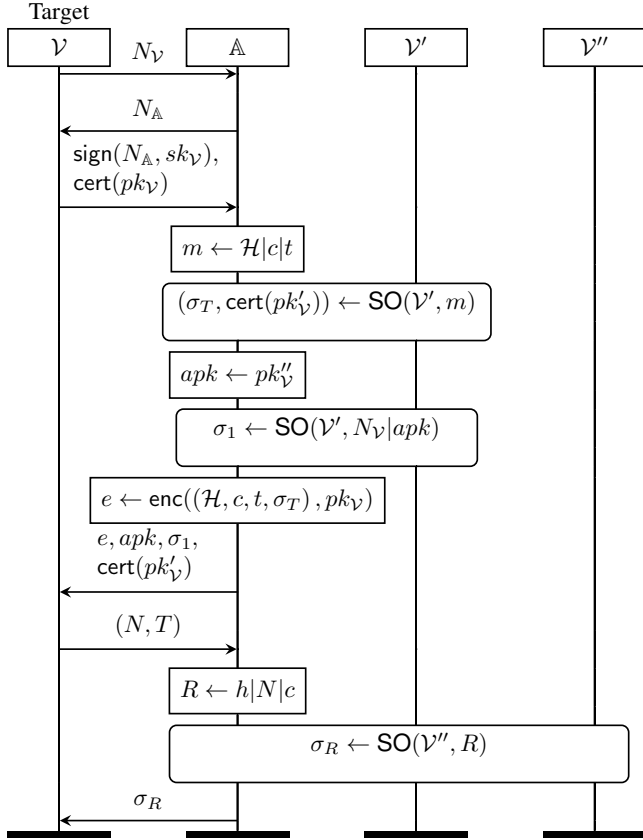 Target
𝒱 𝔸 𝒱′ 𝒱′′
N_𝒱
N_𝔸
sign(N_𝔸, sk_𝒱),
cert(pk_𝒱)
m ← ℋ|c|t
(σ_T, cert(pk′_𝒱)) ← SO(𝒱′, m)
apk ← pk′′_𝒱
σ_1 ← SO(𝒱′, N_𝒱|apk)
e ← enc((ℋ, c, t, σ_T), pk_𝒱)
e, apk, σ_1,
cert(pk′_𝒱)
(N, T)
R ← h|N|c
σ_R ← SO(𝒱′′, R)
σ_R